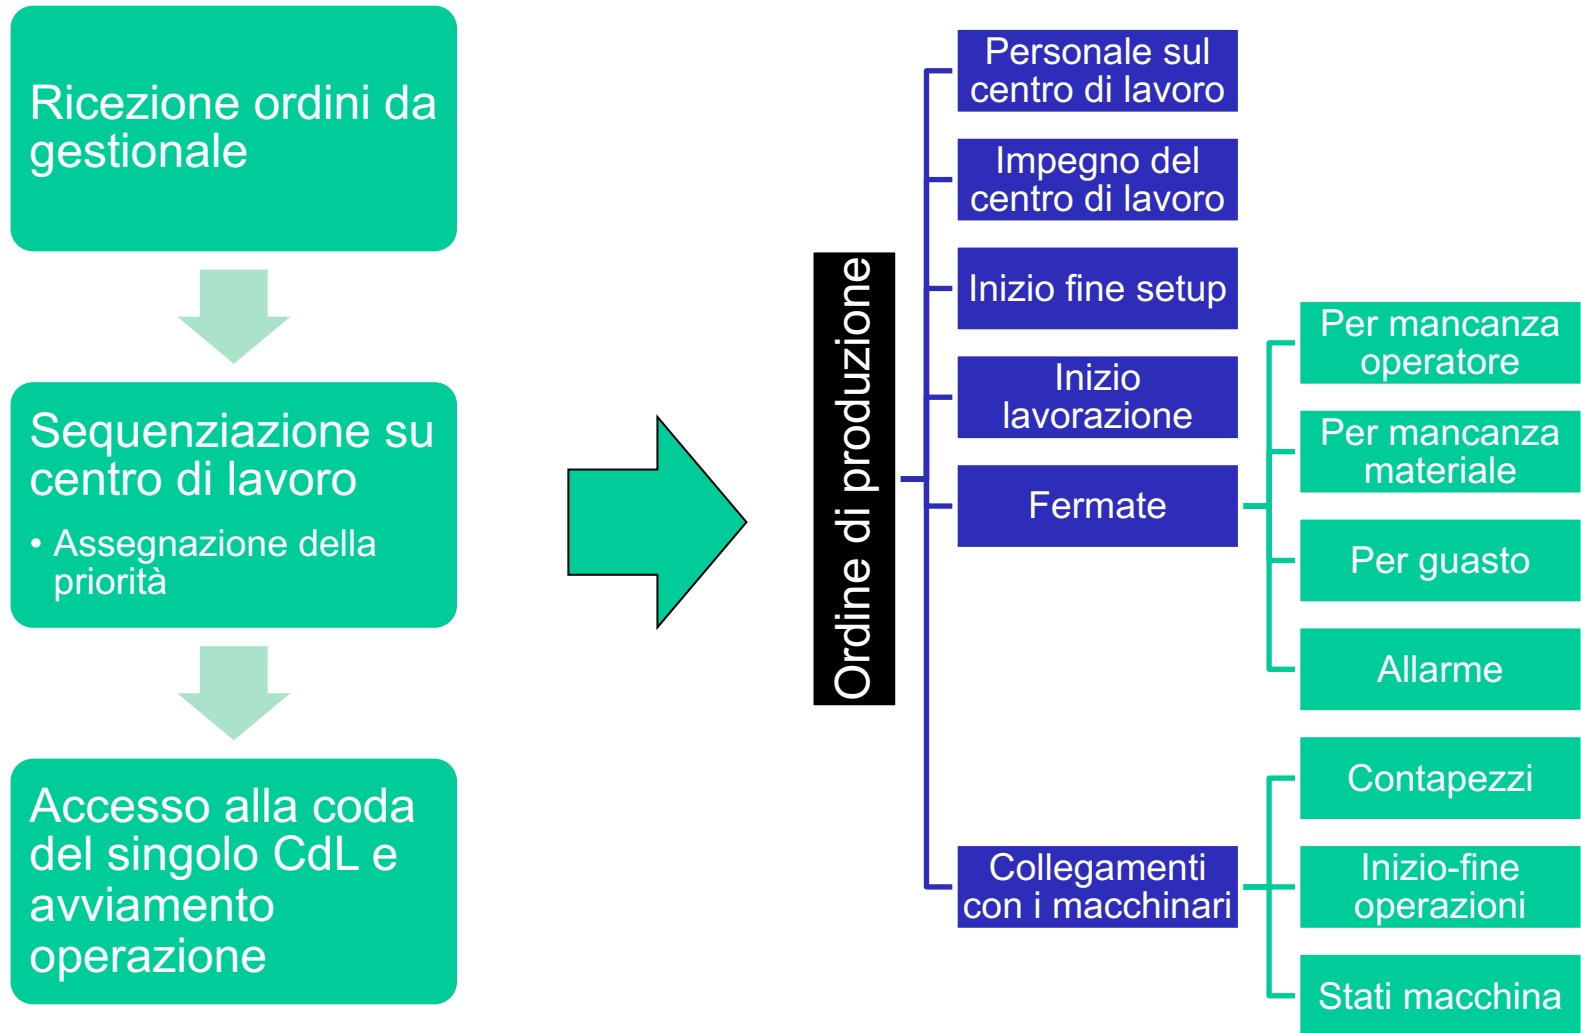 Ricezione ordini da
gestionale
Sequenziazione su
centro di lavoro
• Assegnazione della
priorità
Accesso alla coda
del singolo CdL e
avviamento
operazione
Ordine di produzione
Personale sul
centro di lavoro
Impegno del
centro di lavoro
Inizio fine setup
Inizio
lavorazione
Fermate
Per mancanza
operatore
Per mancanza
materiale
Per guasto
Allarme
Collegamenti
con i macchinari
Contapezzi
Inizio-fine
operazioni
Stati macchina